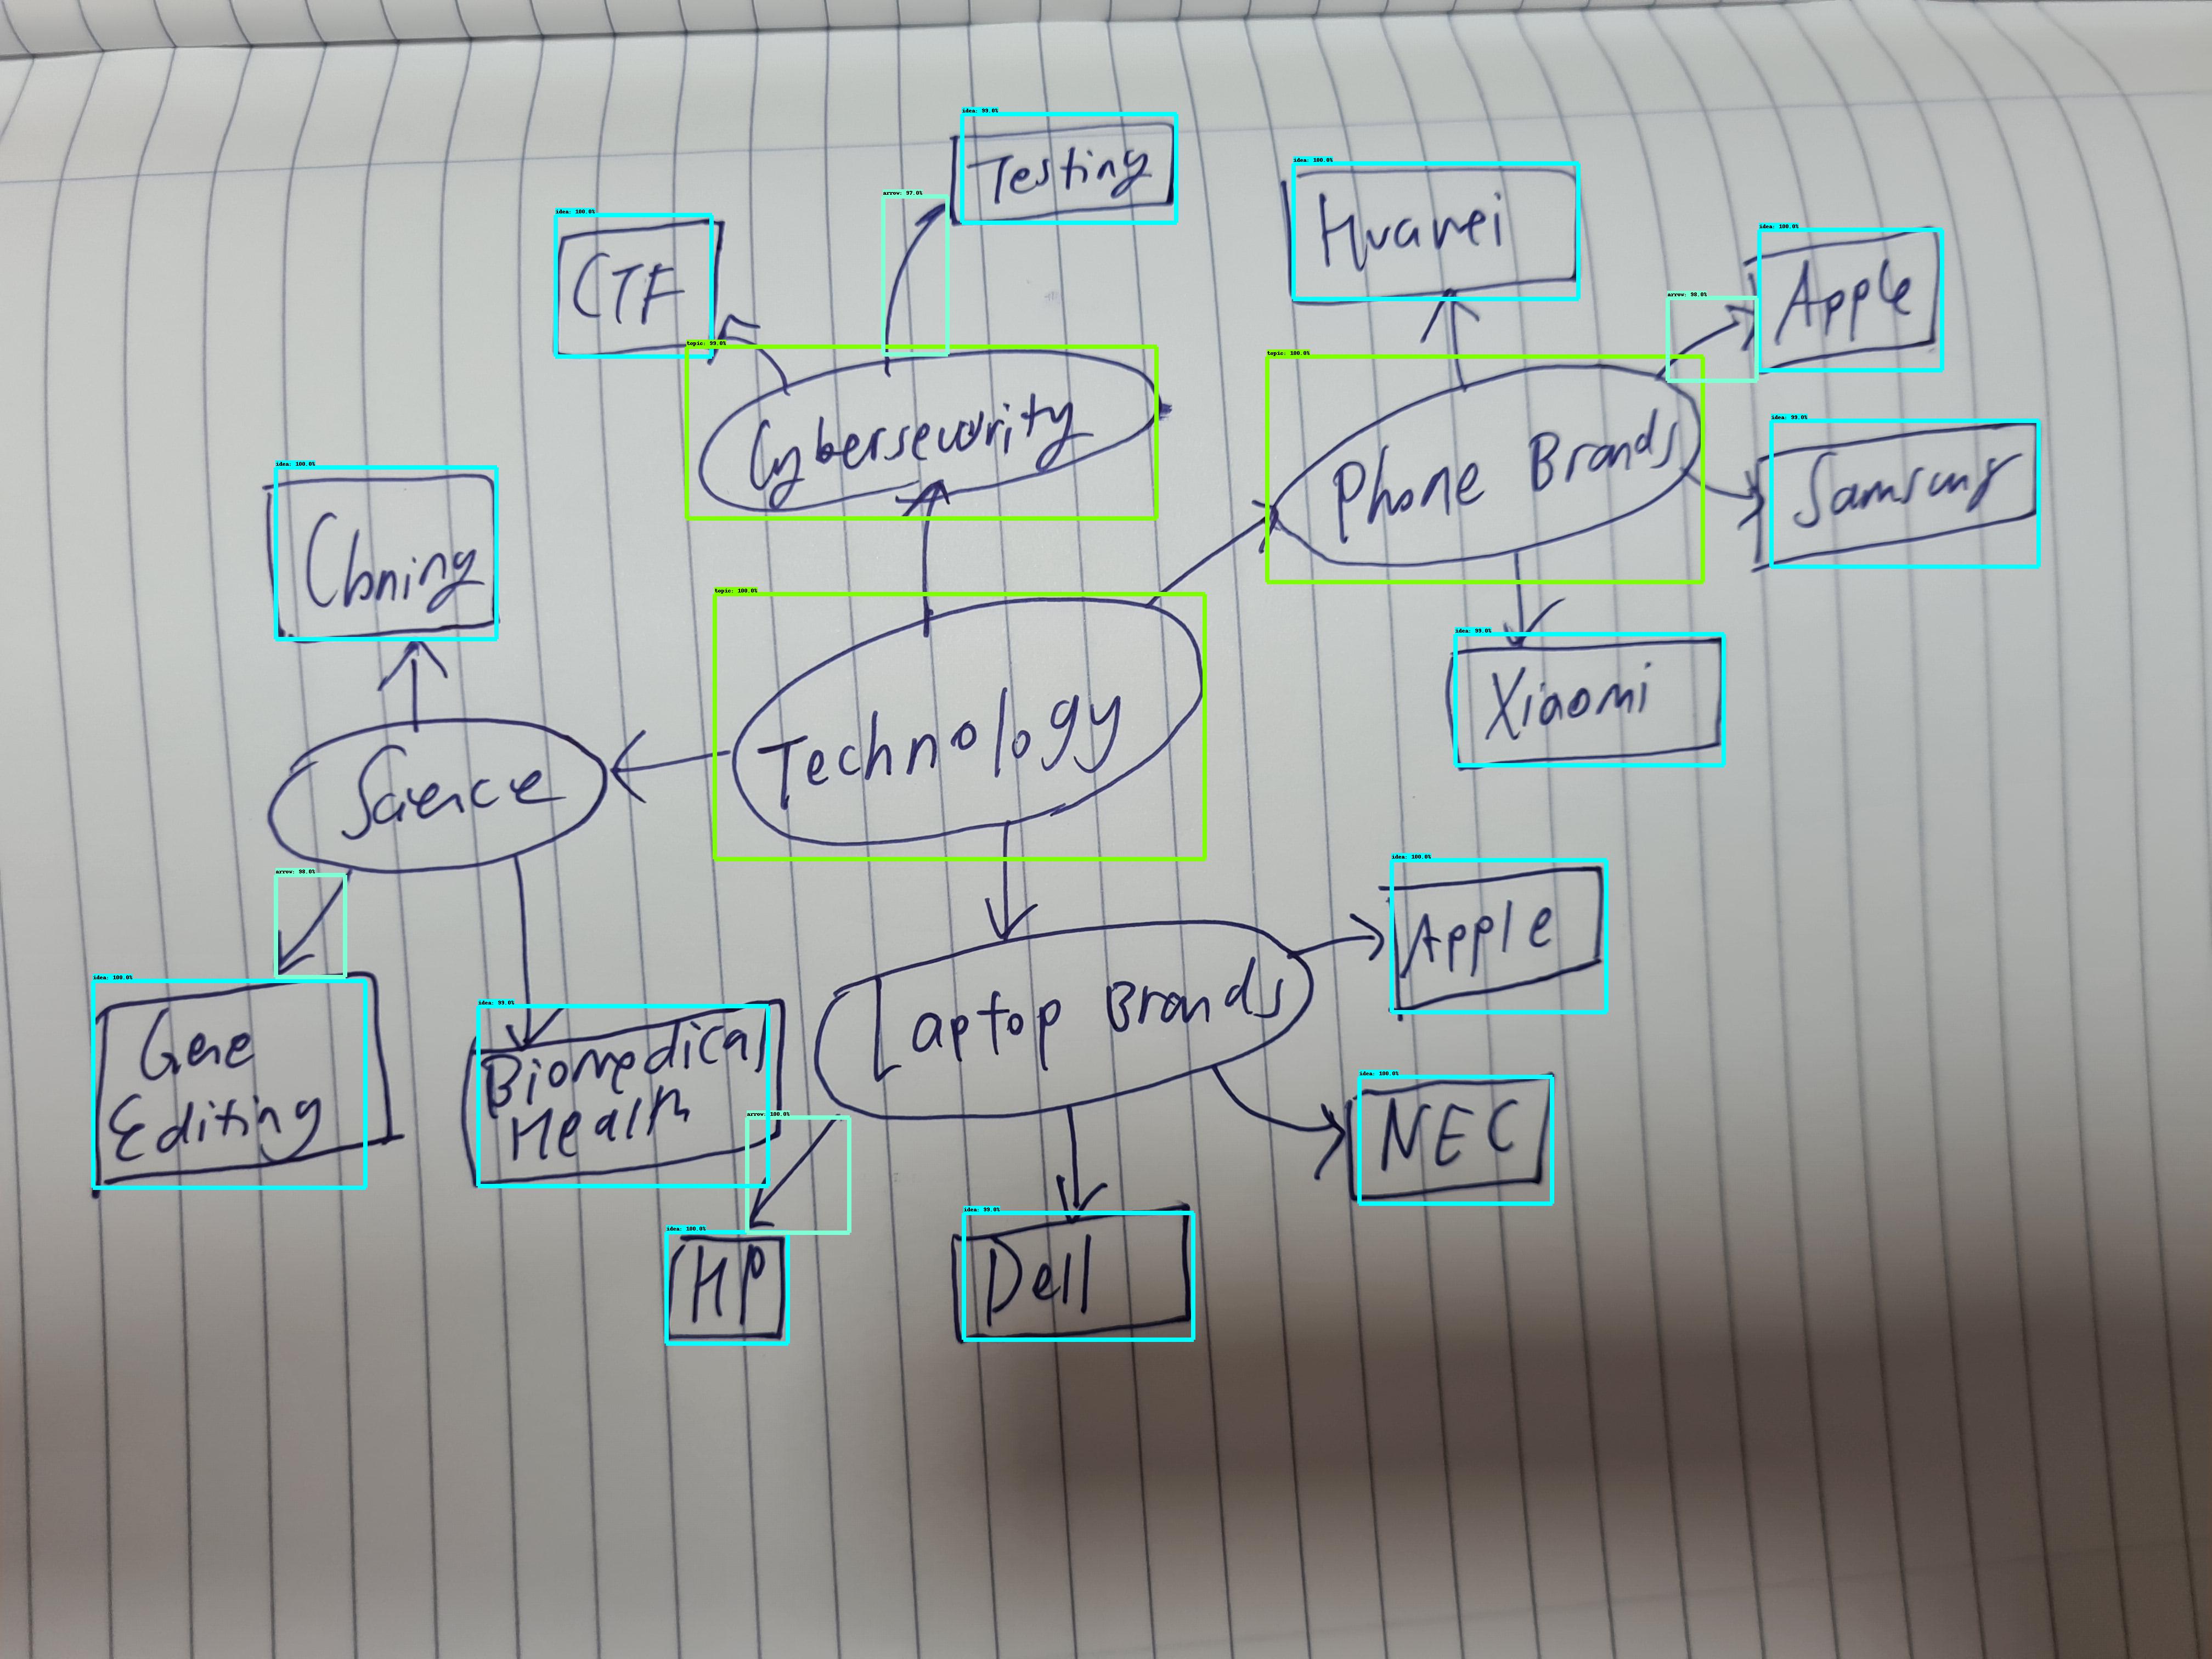 idea: 99.0%
Testing
idea: 100.0%
Huawei
arrow: 97.0%
idea: 100.0%
CTF
idea: 100.0%
Apple
arrow: 98.0%
topic: 99.0%
Cybersecurity
topic: 100.0%
Phone Brands
idea: 99.0%
Samsung
idea: 100.0%
Cloning
topic: 100.0%
Technology
idea: 99.0%
Xiaomi
Science
idea: 100.0%
Apple
arrow: 98.0%
idea: 100.0%
Gene
Editing
idea: 99.0%
Biomedical
Health
Laptop Brands
idea: 100.0%
NEC
arrow: 100.0%
idea: 100.0%
HP
idea: 99.0%
Dell